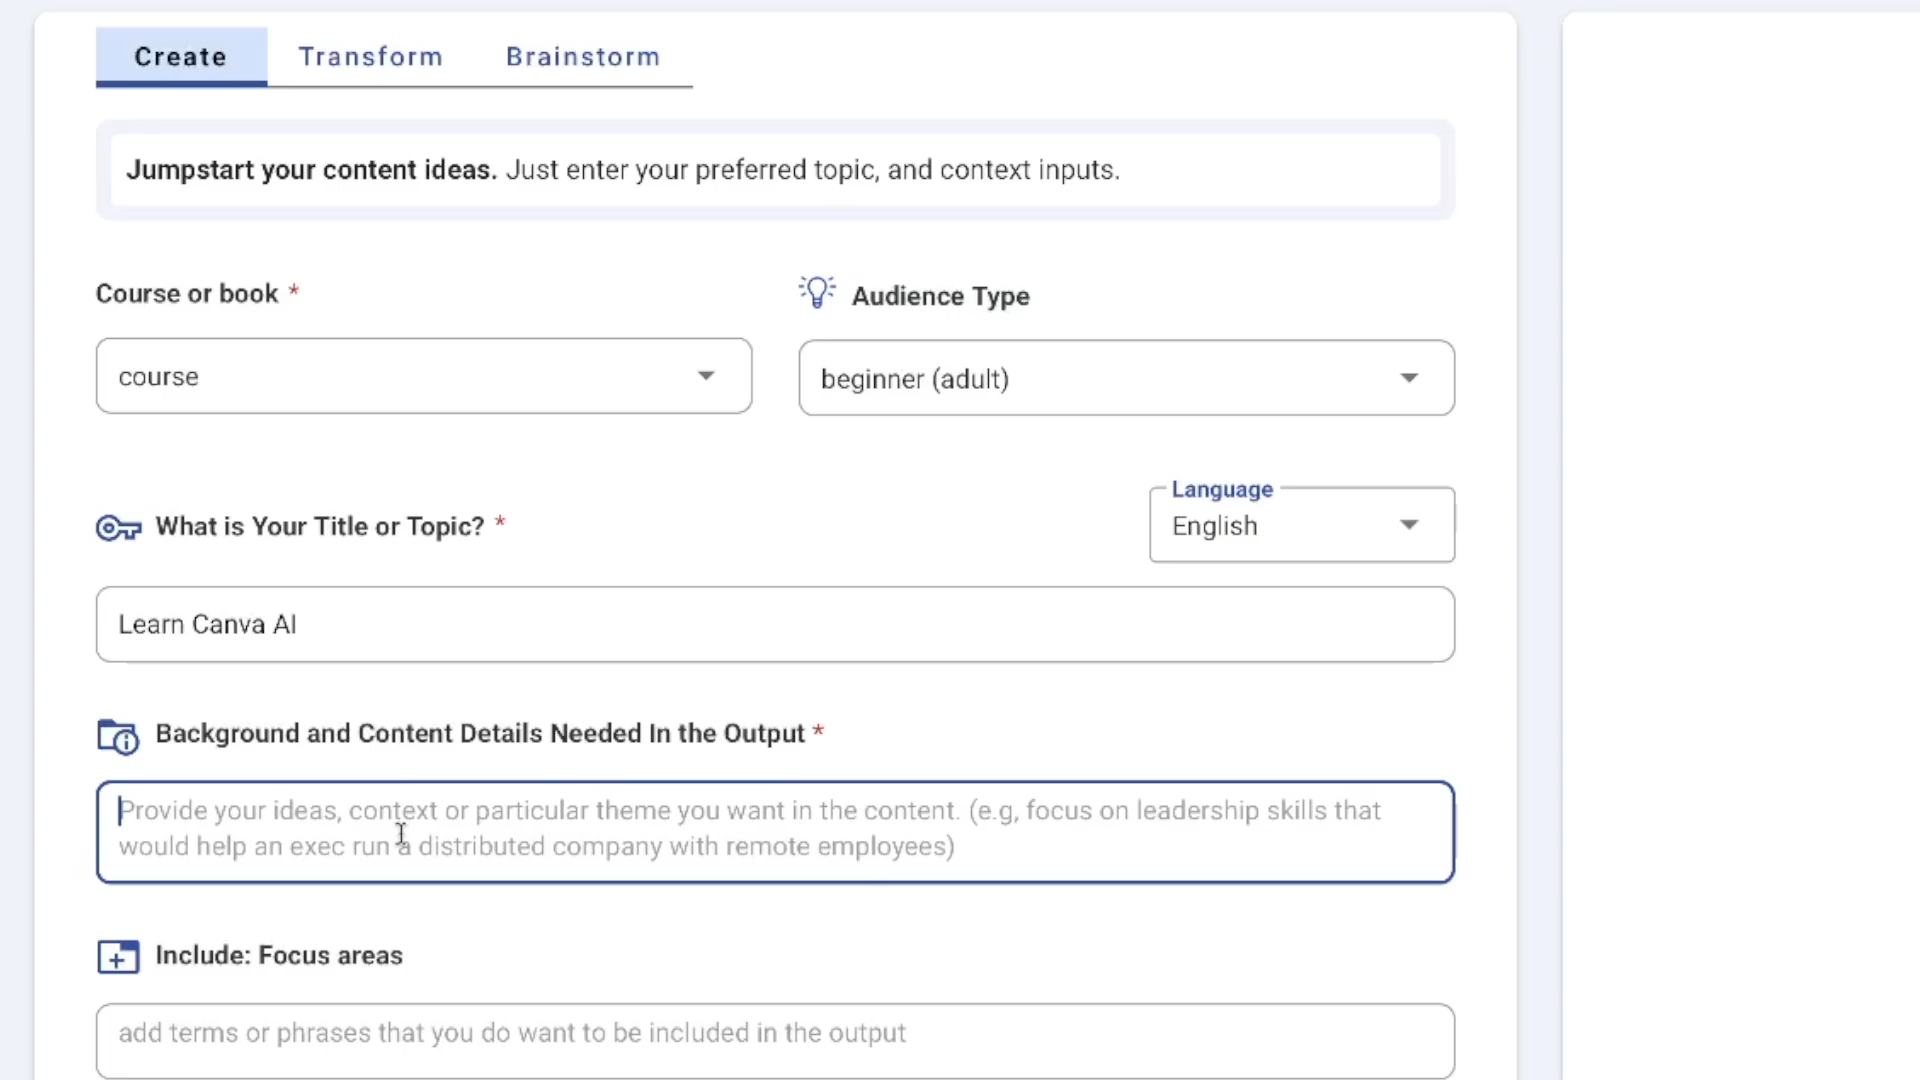 Create Transform Brainstorm
Jumpstart your content ideas. Just enter your preferred topic, and context inputs.
Course or book *
Audience Type
course
beginner (adult)
Language
What is Your Title or Topic? *
English
Learn Canva AI
Background and Content Details Needed In the Output *
Provide your ideas, context or particular theme you want in the content. (e.g, focus on leadership skills that
would help an exec run a distributed company with remote employees)
Include: Focus areas
add terms or phrases that you do want to be included in the output